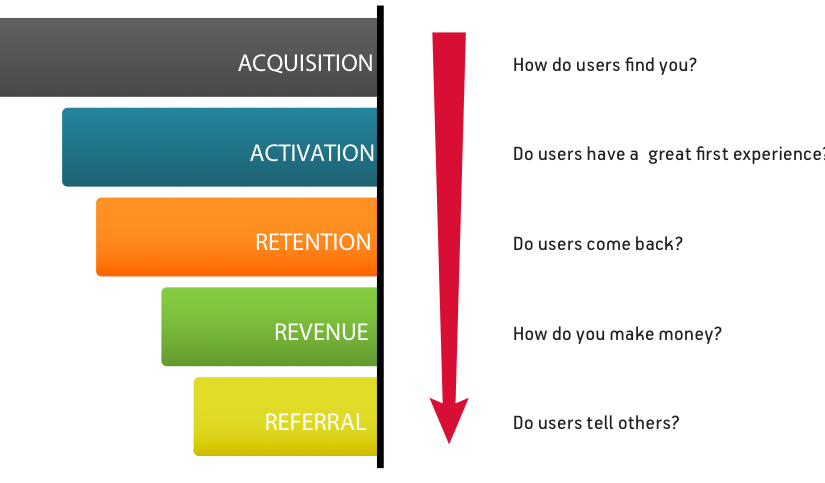 ACQUISITION How do users find you?
ACTIVATION Do users have a great first experience?
RETENTION Do users come back?
REVENUE How do you make money?
REFERRAL Do users tell others?